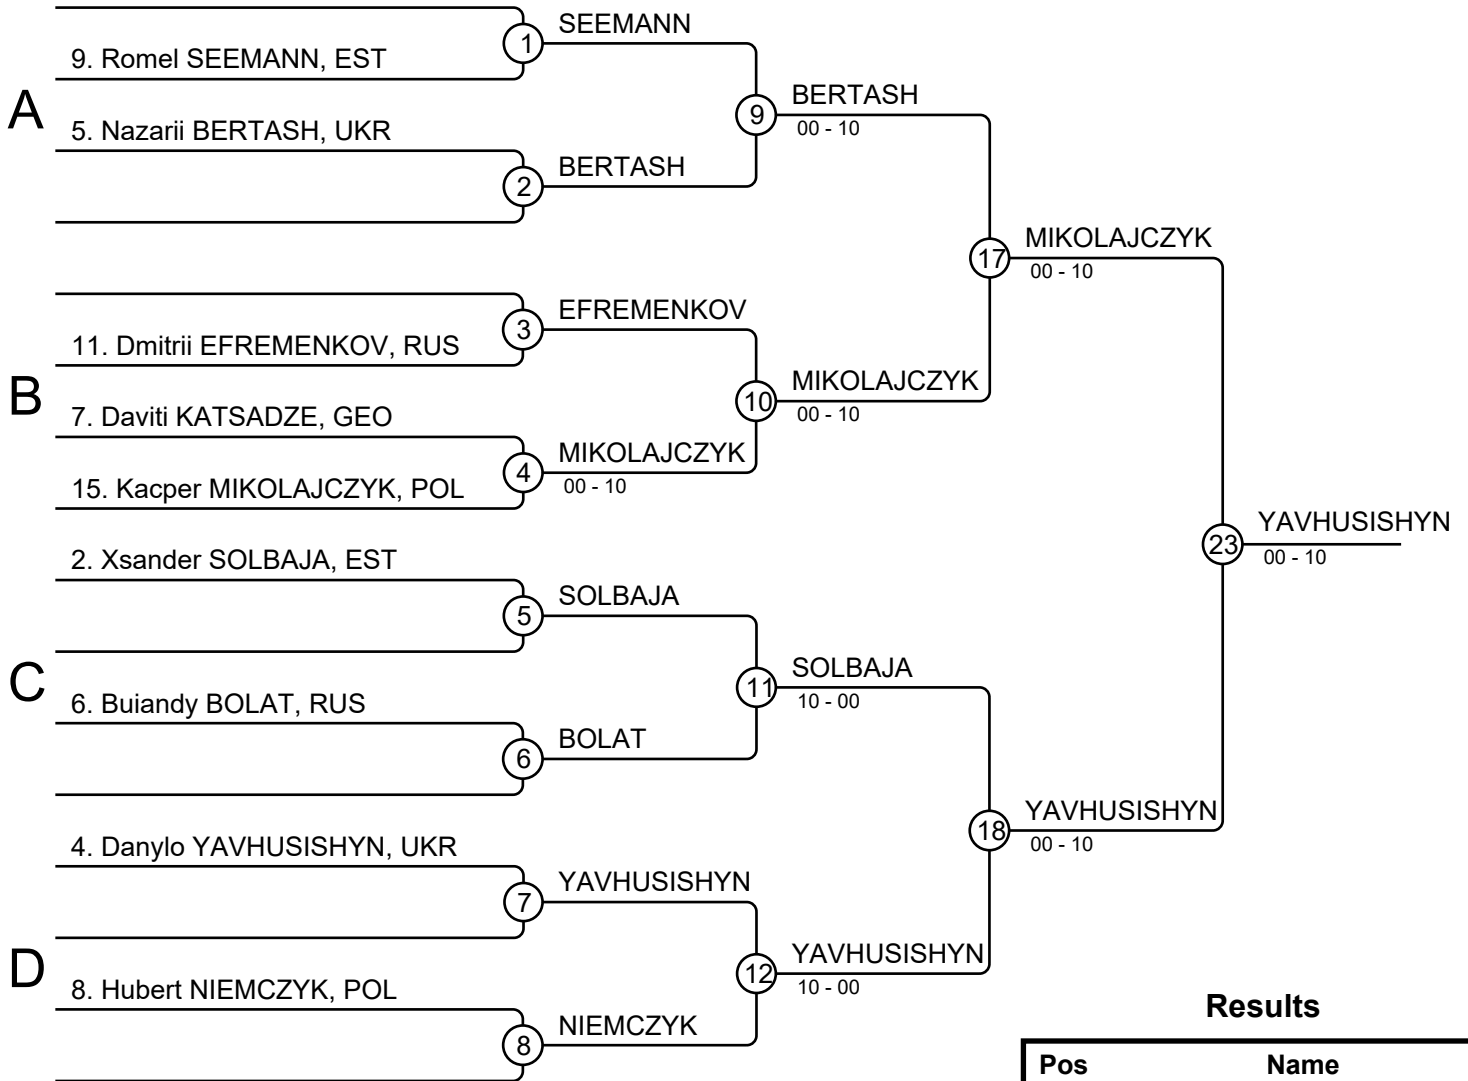 SEEMANN
1
9. Romel SEEMANN, EST
A
BERTASH
9
00 - 10
5. Nazarii BERTASH, UKR
BERTASH
2
MIKOLAJCZYK
17
00 - 10
EFREMENKOV
3
11. Dmitrii EFREMENKOV, RUS
B
MIKOLAJCZYK
10
00 - 10
7. Daviti KATSADZE, GEO
MIKOLAJCZYK
4
00 - 10
15. Kacper MIKOLAJCZYK, POL
YAVHUSISHYN
23
00 - 10
2. Xsander SOLBAJA, EST
SOLBAJA
5
C
SOLBAJA
11
10 - 00
6. Buiandy BOLAT, RUS
BOLAT
6
YAVHUSISHYN
18
00 - 10
4. Danylo YAVHUSISHYN, UKR
YAVHUSISHYN
7
D
YAVHUSISHYN
12
10 - 00
8. Hubert NIEMCZYK, POL
NIEMCZYK
8
Results
Pos Name